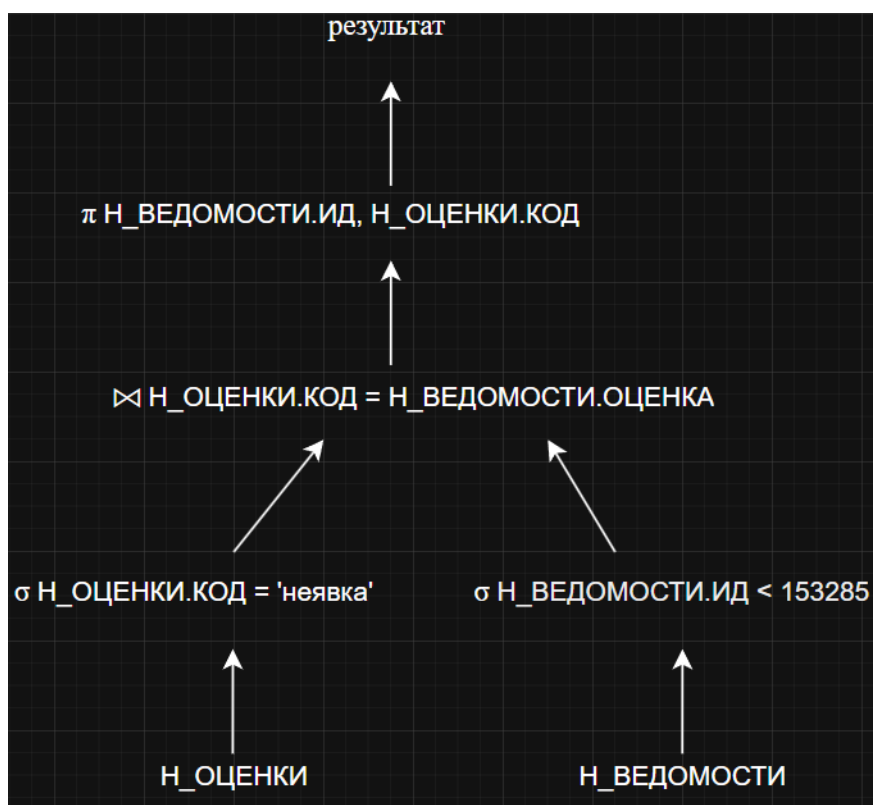 результат
π Н_ВЕДОМОСТИ.ИД, Н_ОЦЕНКИ.КОД
⋈ Н_ОЦЕНКИ.КОД = Н_ВЕДОМОСТИ.ОЦЕНКА
σ Н_ОЦЕНКИ.КОД = 'неявка' σ Н_ВЕДОМОСТИ.ИД < 153285
Н_ОЦЕНКИ Н_ВЕДОМОСТИ